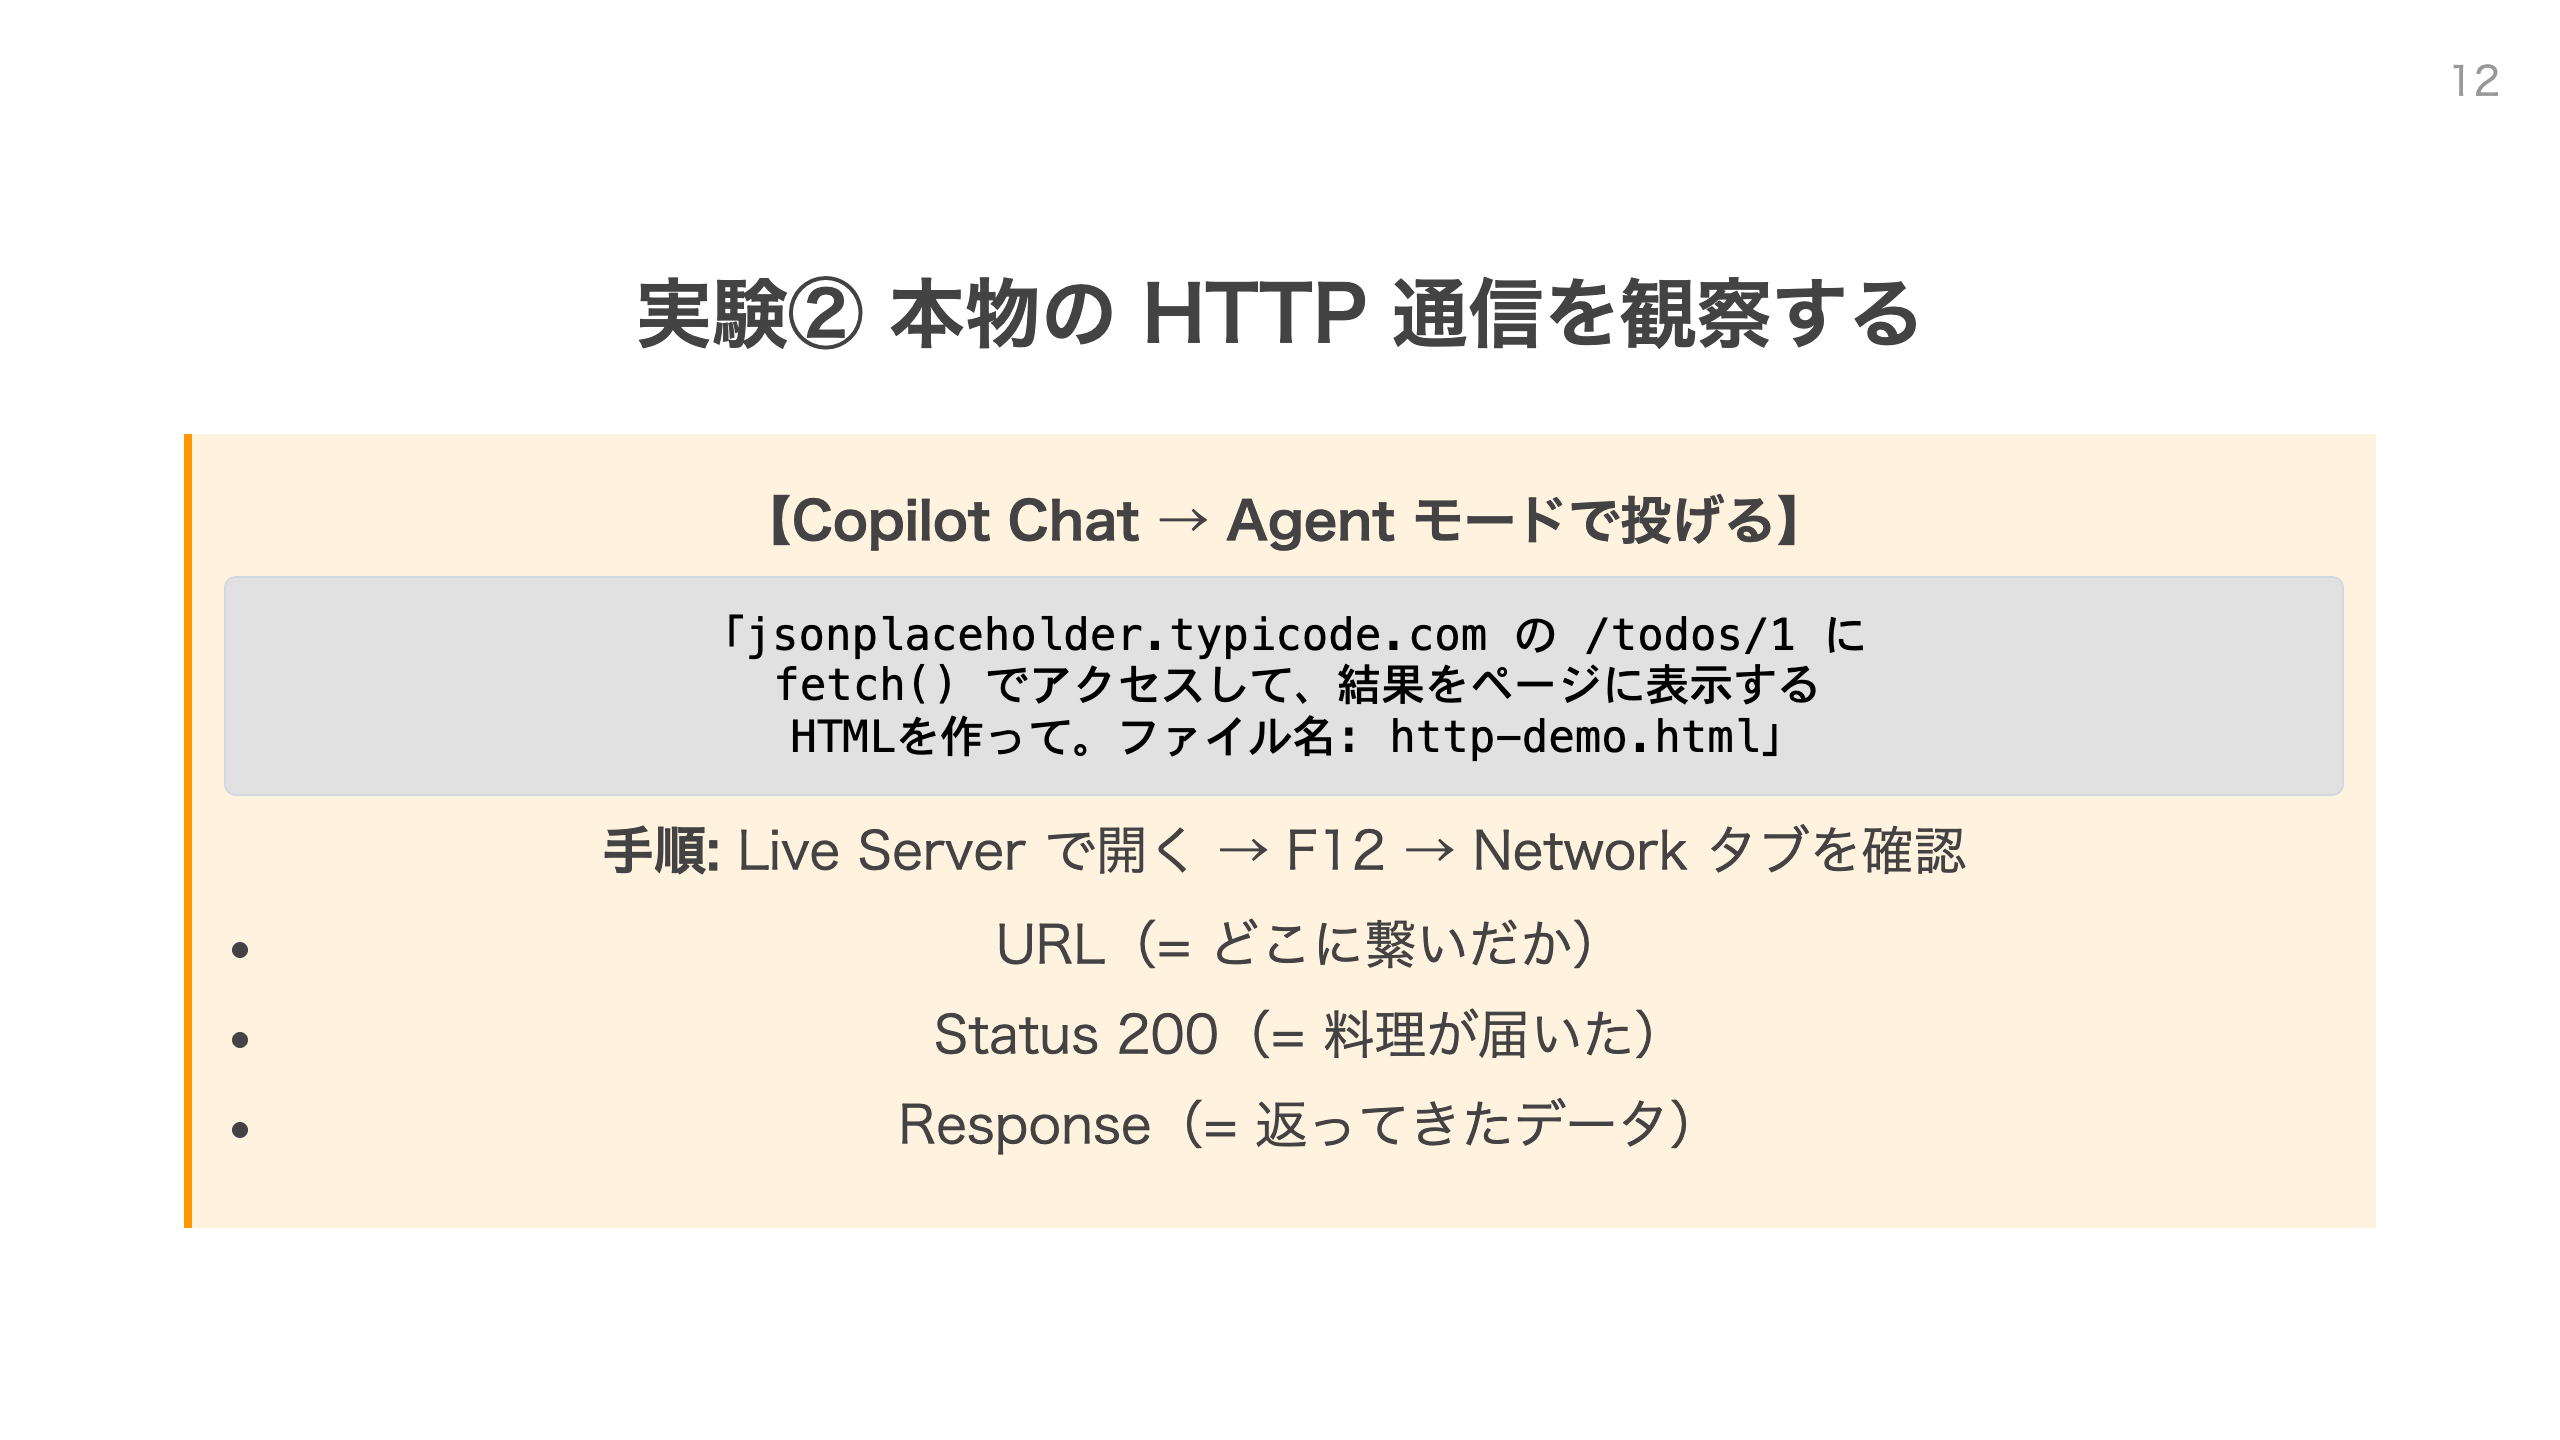 12
実験② 本物の HTTP 通信を観察する
【Copilot Chat → Agent モードで投げる】
「jsonplaceholder.typicode.com の /todos/1 に
fetch() でアクセスして、結果をページに表示する
HTMLを作って。ファイル名: http-demo.html」
手順: Live Server で開く → F12 → Network タブを確認
• URL（= どこに繋いだか）
• Status 200（= 料理が届いた）
• Response（= 返ってきたデータ）